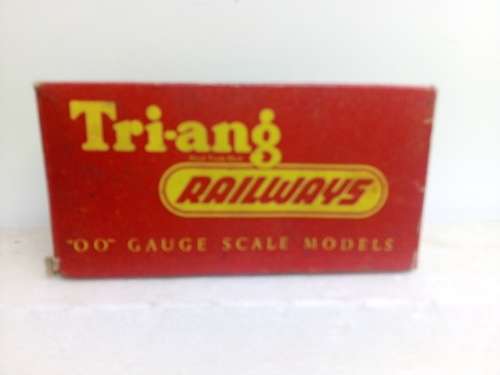 Tri-ang
RAILWAYS
"OO" GAUGE SCALE MODELS